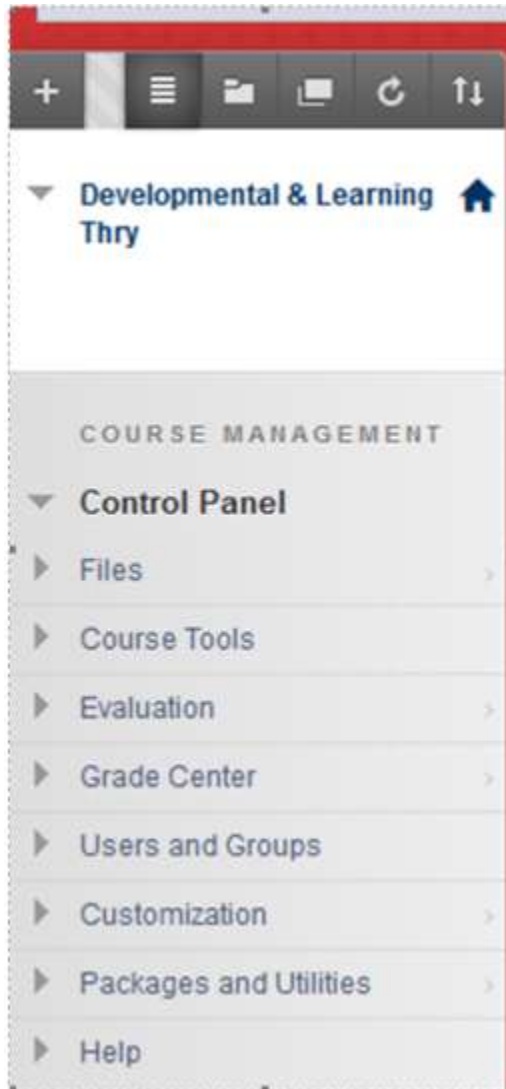 Developmental & Learning
Thry
COURSE MANAGEMENT
Control Panel
Files
Course Tools
Evaluation
Grade Center
Users and Groups
Customization
Packages and Utilities
Help